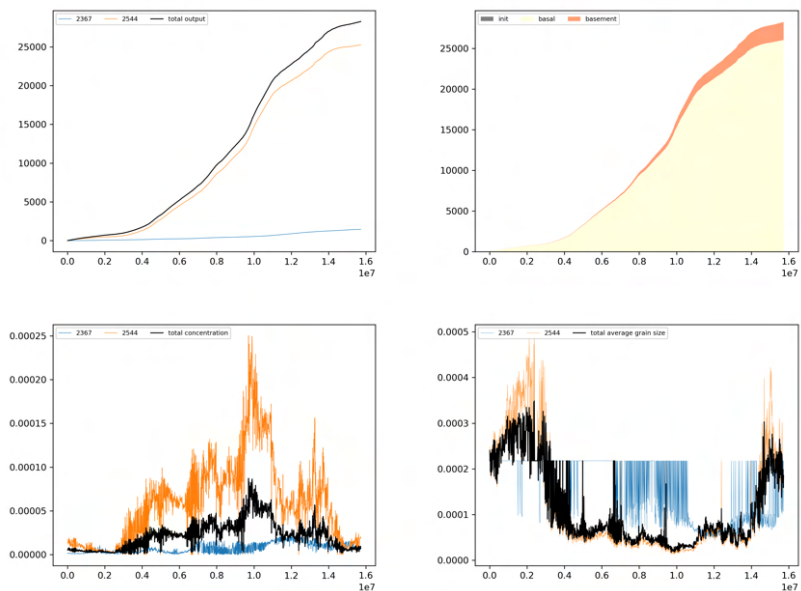 2367 2544 total output
25000
20000
15000
10000
5000
0
0.0 0.2 0.4 0.6 0.8 1.0 1.2 1.4 1.6
1e7
init basal basement
25000
20000
15000
10000
5000
0
0.0 0.2 0.4 0.6 0.8 1.0 1.2 1.4 1.6
1e7
2367 2544 total concentration
0.00025
0.00020
0.00015
0.00010
0.00005
0.00000
0.0 0.2 0.4 0.6 0.8 1.0 1.2 1.4 1.6
1e7
2367 2544 total average grain size
0.0005
0.0004
0.0003
0.0002
0.0001
0.0000
0.0 0.2 0.4 0.6 0.8 1.0 1.2 1.4 1.6
1e7